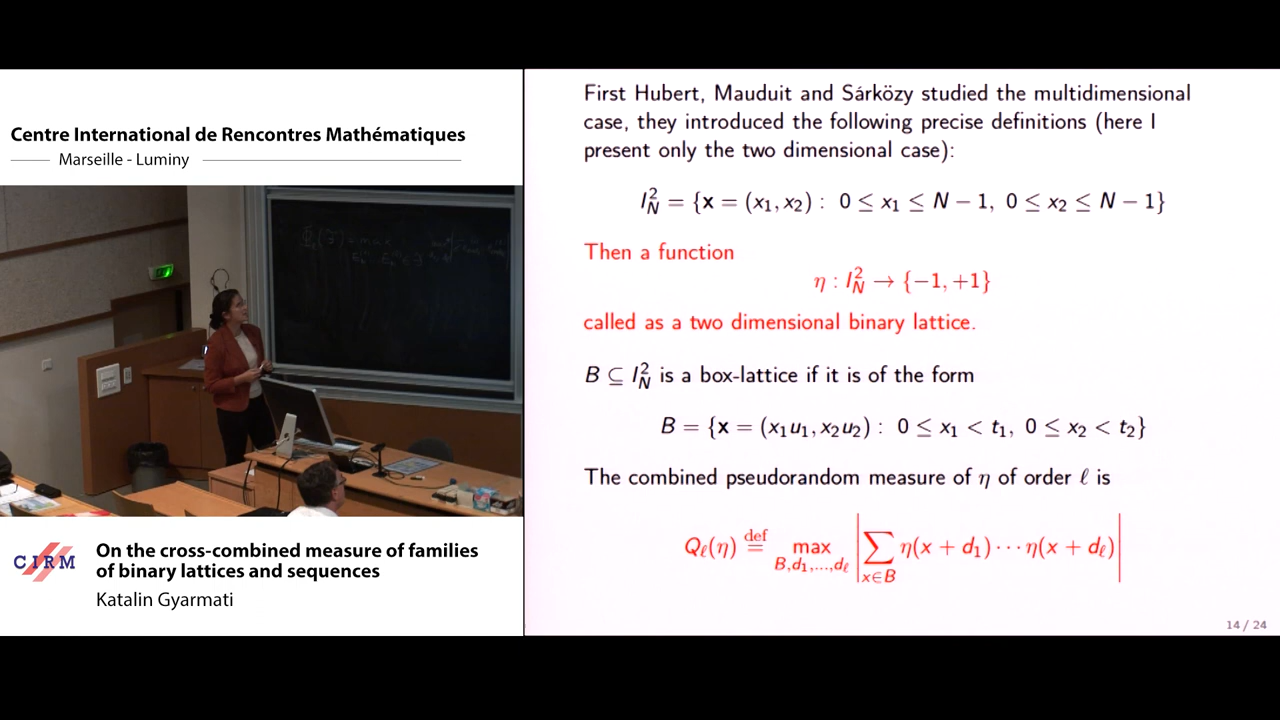 Centre International de Rencontres Mathématiques
Marseille - Luminy
CIRM
On the cross-combined measure of families
of binary lattices and sequences
Katalin Gyarmati
First Hubert, Mauduit and Sárközy studied the multidimensional
case, they introduced the following precise definitions (here I
present only the two dimensional case):
I_N^2 = {x = (x_1, x_2) : 0 ≤ x_1 ≤ N − 1, 0 ≤ x_2 ≤ N − 1}
Then a function
η : I_N^2 → {−1, +1}
called as a two dimensional binary lattice.
B ⊆ I_N^2 is a box-lattice if it is of the form
B = {x = (x_1u_1, x_2u_2) : 0 ≤ x_1 < t_1, 0 ≤ x_2 < t_2}
The combined pseudorandom measure of η of order ℓ is
Q_ℓ(η) def= max_{B,d_1,...,d_ℓ} |∑_{x∈B} η(x + d_1) ··· η(x + d_ℓ)|
14 / 24